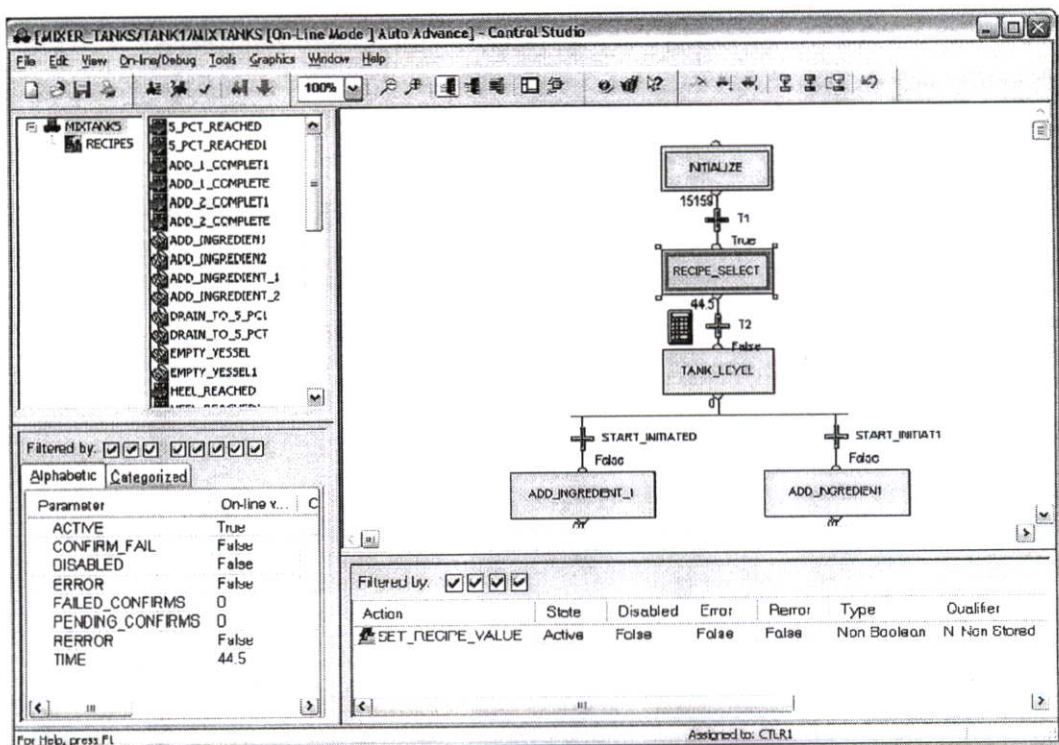 [MIXER_TANKS/TANK1/MIXTANKS [On-Line Mode ] Auto Advance] - Control Studio
File Edit View On-line/Debug Tools Graphics Window Help
100%
MIXTANKS
RECIPES
5_PCT_REACHED
5_PCT_REACHED1
ADD_1_COMPLET1
ADD_1_COMPLETE
ADD_2_COMPLET1
ADD_2_COMPLETE
ADD_INGREDIEN1
ADD_INGREDIEN2
ADD_INGREDIENT_1
ADD_INGREDIENT_2
DRAIN_TO_5_PC1
DRAIN_TO_5_PCT
EMPTY_VESSEL
EMPTY_VESSEL1
HEEL_REACHED
INITIALIZE
15159
T1
True
RECIPE_SELECT
44.5
T2
False
TANK_LEVEL
0
START_INITIATED
False
START_INITIAT1
False
ADD_INGREDIENT_1
ADD_INGREDIEN1
Filtered by:
Alphabetic Categorized
Parameter On-line v... C
ACTIVE True
CONFIRM_FAIL False
DISABLED False
ERROR False
FAILED_CONFIRMS 0
PENDING_CONFIRMS 0
RERROR False
TIME 44.5
Filtered by:
Action State Disabled Error Rerror Type Qualifier
SET_RECIPE_VALUE Active False False False Non Boolean N Non Stored
For Help, press F1
Assigned to: CTLR1